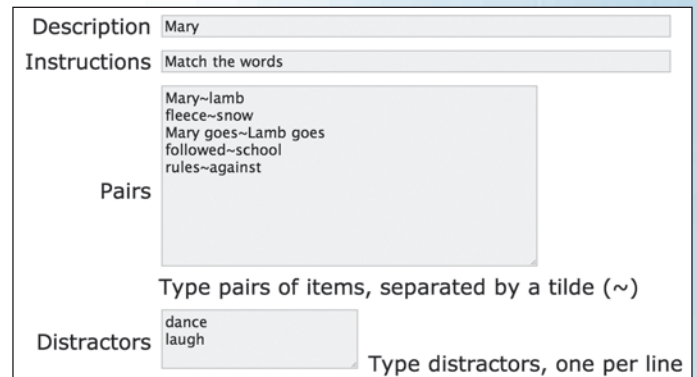 Description Mary
Instructions Match the words
Mary~lamb
fleece~snow
Mary goes~Lamb goes
followed~school
rules~against
Pairs
Type pairs of items, separated by a tilde (~)
dance
laugh
Distractors
Type distractors, one per line